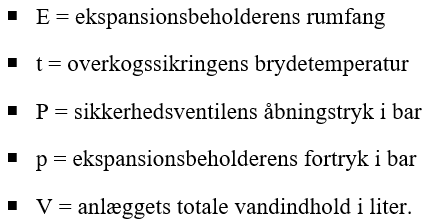 ▪ E = ekspansionsbeholderens rumfang
▪ t = overkogssikringens brydetemperatur
▪ P = sikkerhedsventilens åbningstryk i bar
▪ p = ekspansionsbeholderens fortryk i bar
▪ V = anlæggets totale vandindhold i liter.